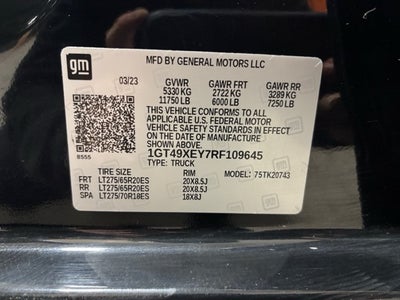 gm
MFD BY GENERAL MOTORS LLC
03/23 GVWR GAWR FRT GAWR RR
5330 KG 2722 KG 3289 KG
11750 LB 6000 LB 7250 LB
THIS VEHICLE CONFORMS TO ALL
APPLICABLE U.S. FEDERAL MOTOR
VEHICLE SAFETY STANDARDS IN
EFFECT ON THE DATE OF
MANUFACTURE SHOWN ABOVE.
8555 1GT49XEY7RF109645
TYPE: TRUCK
TIRE SIZE RIM MODEL: 75TK20743
FRT LT275/65R20ES 20X8.5J
RR LT275/65R20ES 20X8.5J
SPA LT275/70R18ES 18X8J